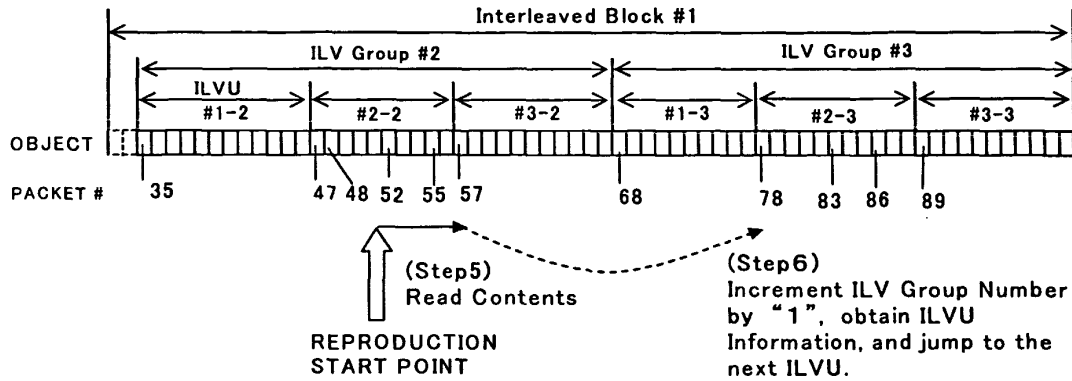 Interleaved Block #1
ILV Group #2 ILV Group #3
ILVU
#1-2 #2-2 #3-2 #1-3 #2-3 #3-3
OBJECT
PACKET # 35 47 48 52 55 57 68 78 83 86 89
(Step5)
Read Contents
REPRODUCTION
START POINT
(Step6)
Increment ILV Group Number
by “1”, obtain ILVU
Information, and jump to the
next ILVU.